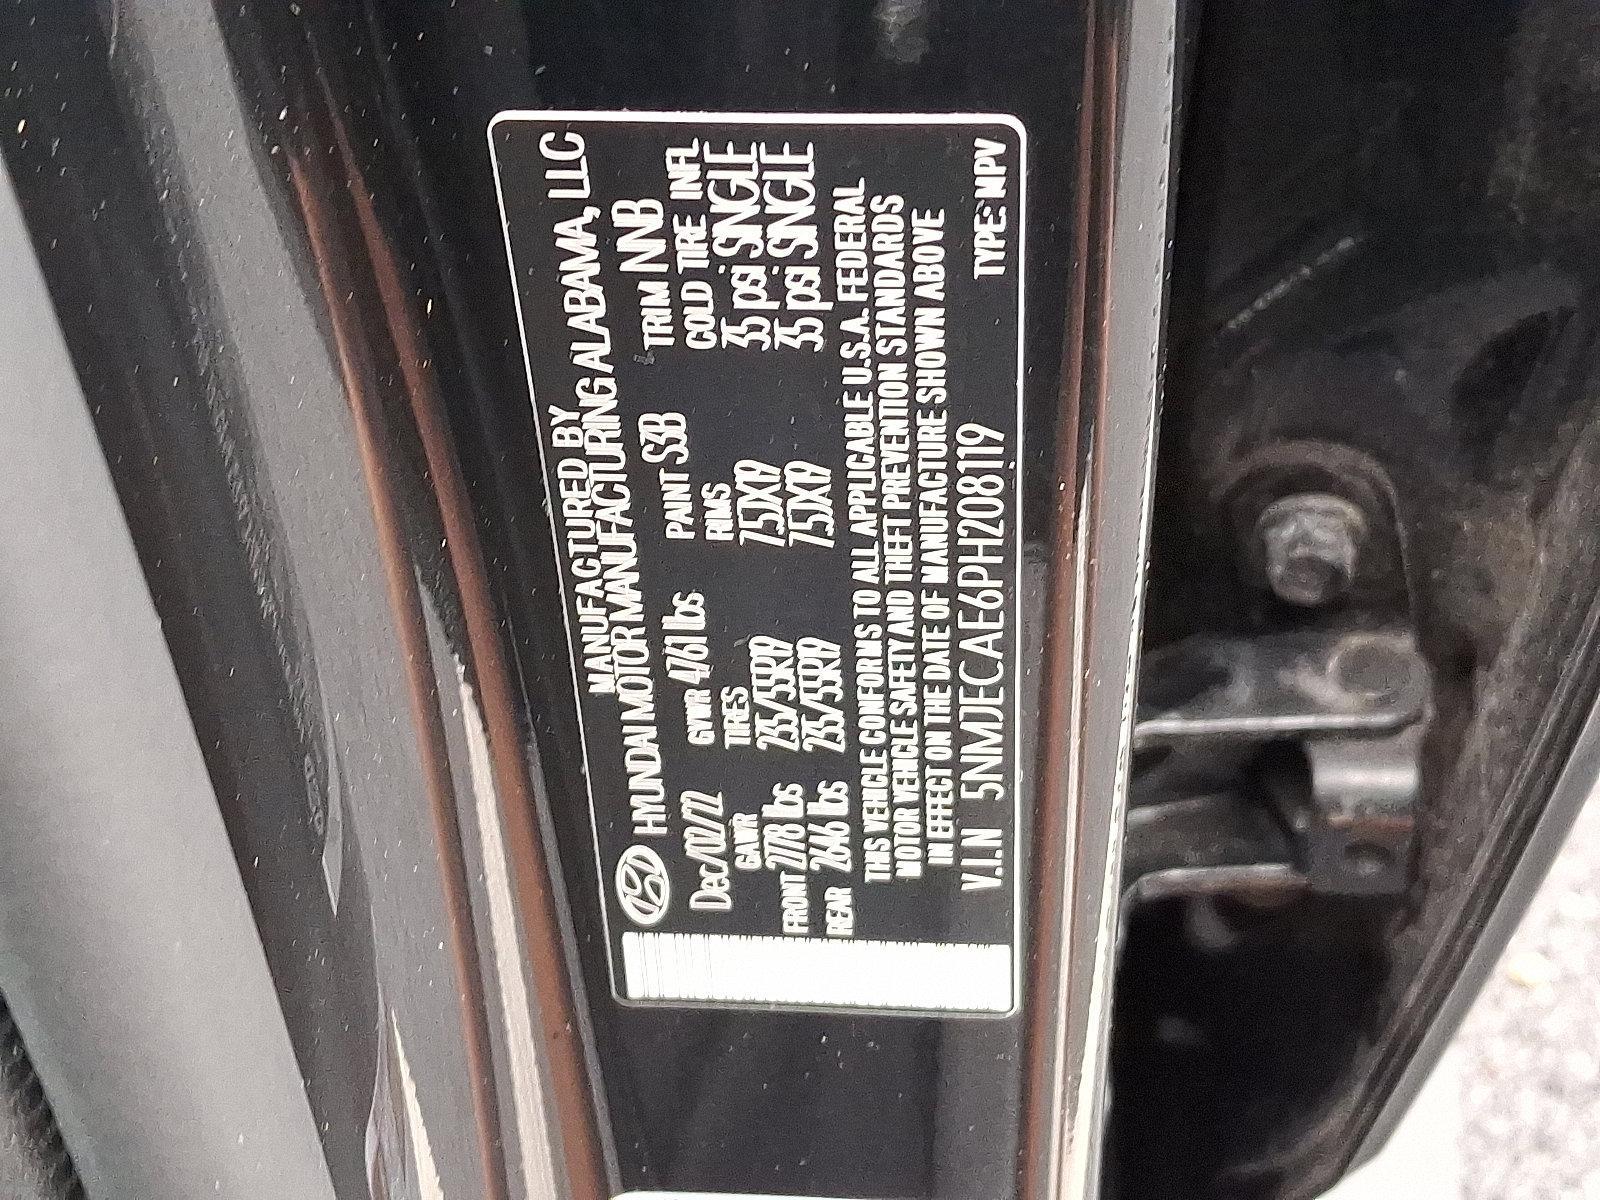 MANUFACTURED BY
HYUNDAI MOTOR MANUFACTURING ALABAMA, LLC
Dec/02/22 GVWR 4761 lbs PAINT S3B TRIM NNB
GAWR TIRES RIMS COLD TIRE INFL
FRONT 2778 lbs 235/55R19 7.5JX19 35 psi SINGLE
REAR 2646 lbs 235/55R19 7.5JX19 35 psi SINGLE
THIS VEHICLE CONFORMS TO ALL APPLICABLE U.S.A. FEDERAL
MOTOR VEHICLE SAFETY AND THEFT PREVENTION STANDARDS
IN EFFECT ON THE DATE OF MANUFACTURE SHOWN ABOVE
V.I.N 5NMJECAE6PH208119 TYPE: MPV